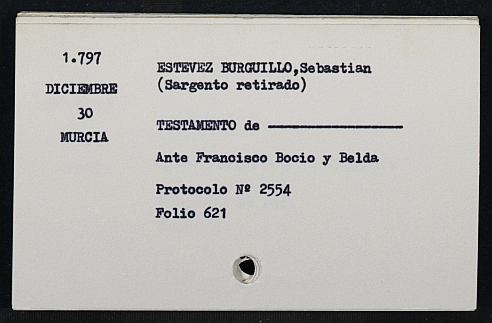 1.797
DICIEMBRE
30
MURCIA
ESTEVEZ BURGUILLO,Sebastian
(Sargento retirado)
TESTAMENTO de ————————
Ante Francisco Bocio y Belda
Protocolo Nº 2554
Folio 621